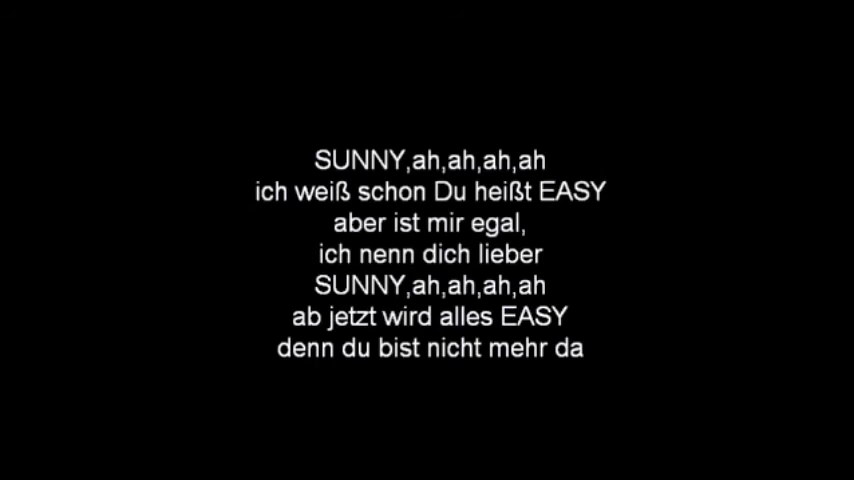 SUNNY,ah,ah,ah,ah
ich weiß schon Du heißt EASY
aber ist mir egal,
ich nenn dich lieber
SUNNY,ah,ah,ah,ah
ab jetzt wird alles EASY
denn du bist nicht mehr da